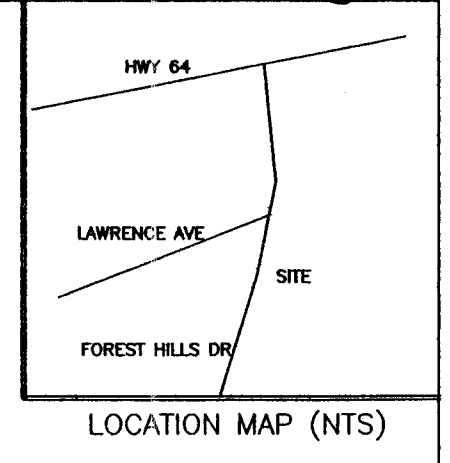 HWY 64
LAWRENCE AVE
SITE
FOREST HILLS DR
LOCATION MAP (NTS)